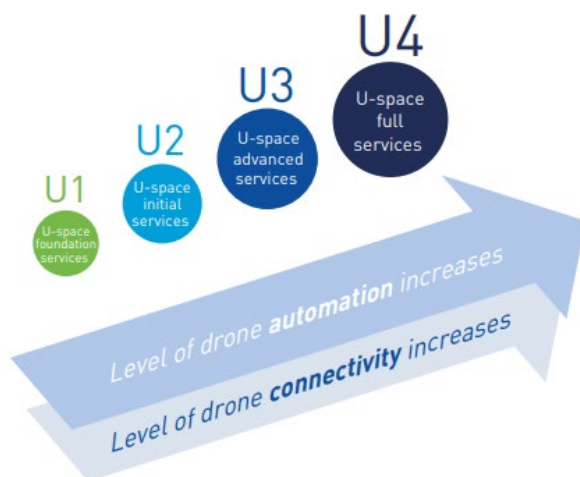 U4
U-space
full
services
U3
U-space
advanced
services
U2
U-space
initial
services
U1
U-space
foundation
services
Level of drone automation increases
Level of drone connectivity increases